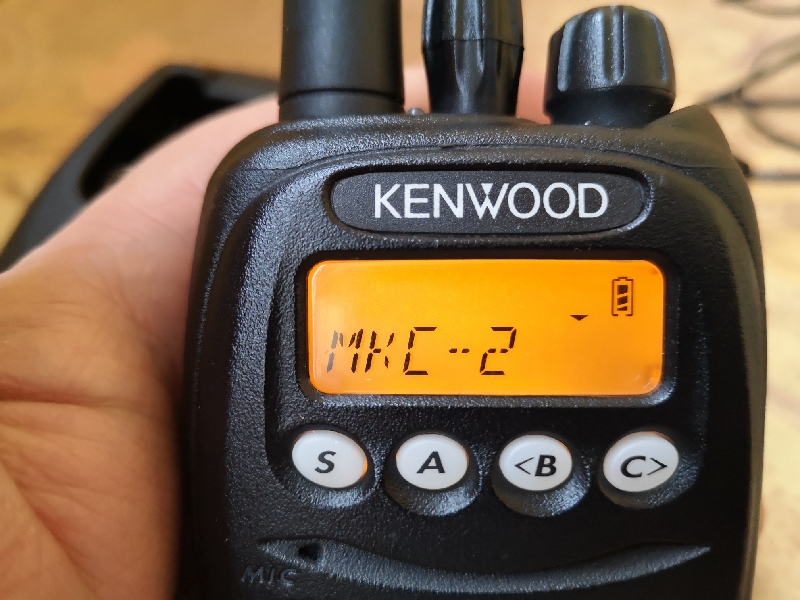 KENWOOD
MKC-2
S A <B C>
MIC